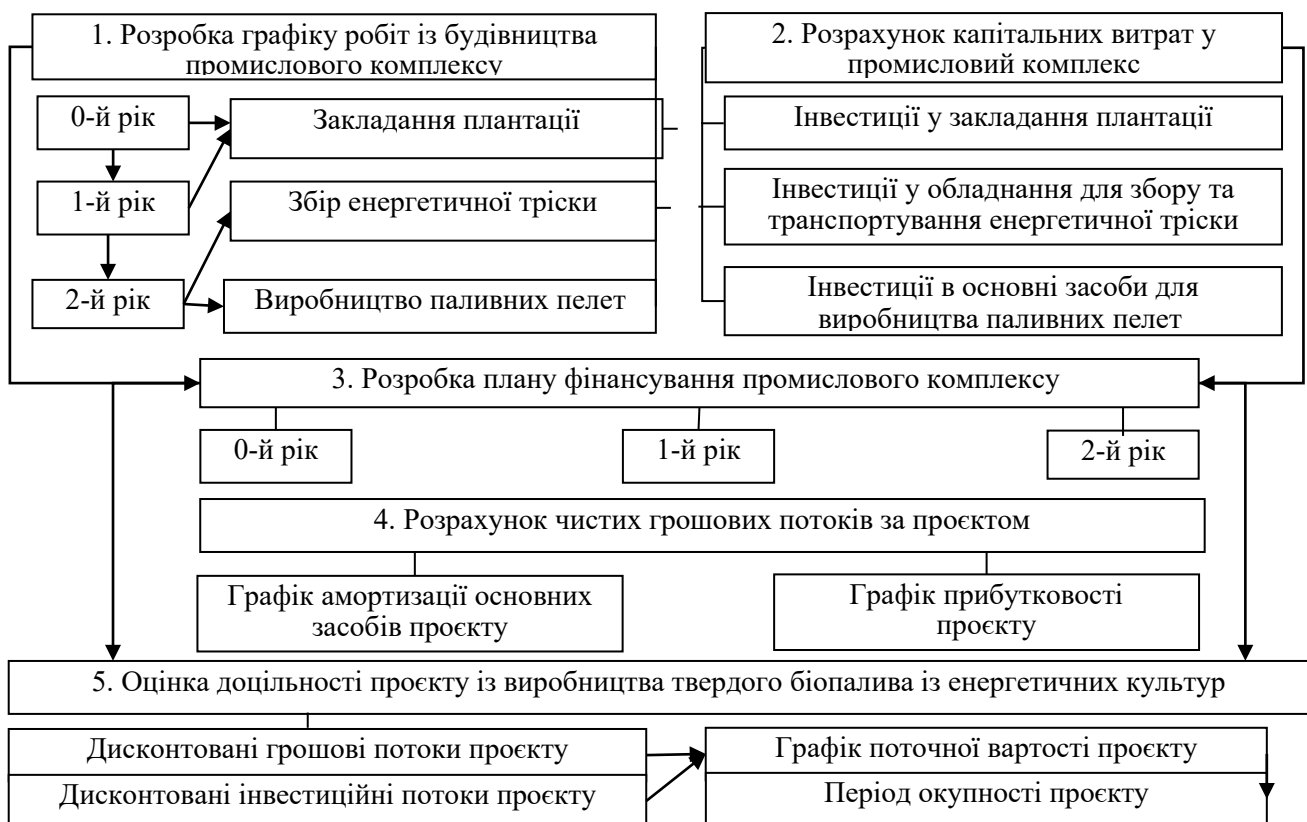 1. Розробка графіку робіт із будівництва
промислового комплексу
0-й рік
Закладання плантації
1-й рік
Збір енергетичної тріски
2-й рік
Виробництво паливних пелет
2. Розрахунок капітальних витрат у
промисловий комплекс
Інвестиції у закладання плантації
Інвестиції у обладнання для збору та
транспортування енергетичної тріски
Інвестиції в основні засоби для
виробництва паливних пелет
3. Розробка плану фінансування промислового комплексу
0-й рік
1-й рік
2-й рік
4. Розрахунок чистих грошових потоків за проєктом
Графік амортизації основних
засобів проєкту
Графік прибутковості
проєкту
5. Оцінка доцільності проєкту із виробництва твердого біопалива із енергетичних культур
Дисконтовані грошові потоки проєкту
Дисконтовані інвестиційні потоки проєкту
Графік поточної вартості проєкту
Період окупності проєкту